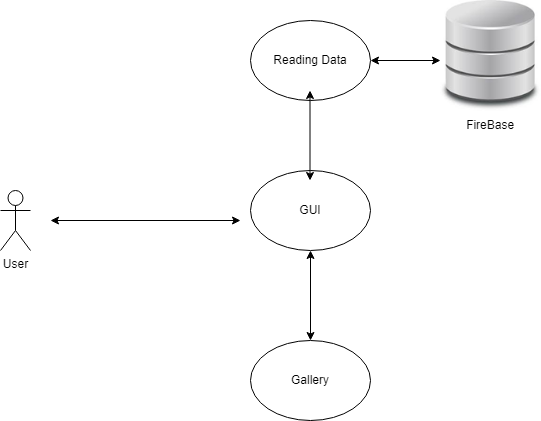 Reading Data
FireBase
GUI
User
Gallery